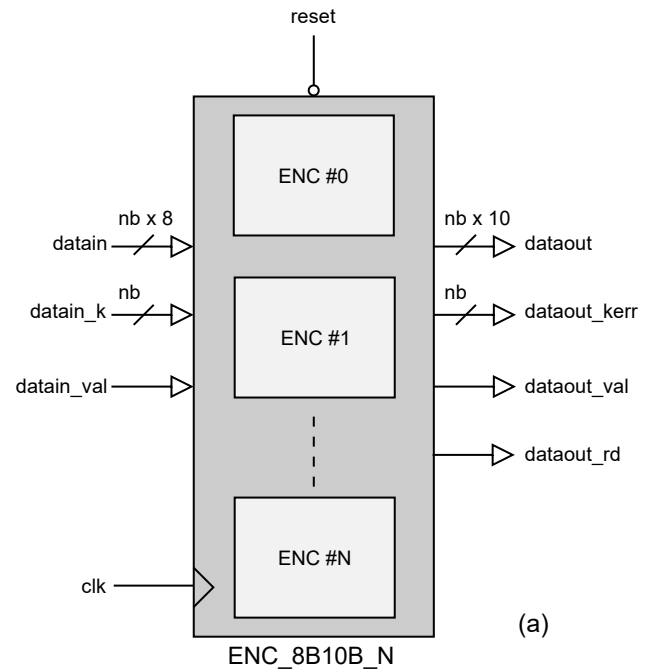 reset
ENC #0
nb x 8
nb x 10
datain
dataout
nb
nb
datain_k
dataout_kerr
ENC #1
datain_val
dataout_val
dataout_rd
ENC #N
clk
(a)
ENC_8B10B_N